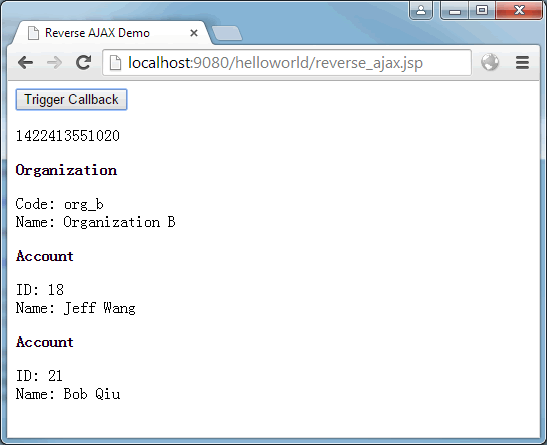 Reverse AJAX Demo
localhost:9080/helloworld/reverse_ajax.jsp
Trigger Callback
1422413551020
Organization
Code: org_b
Name: Organization B
Account
ID: 18
Name: Jeff Wang
Account
ID: 21
Name: Bob Qiu